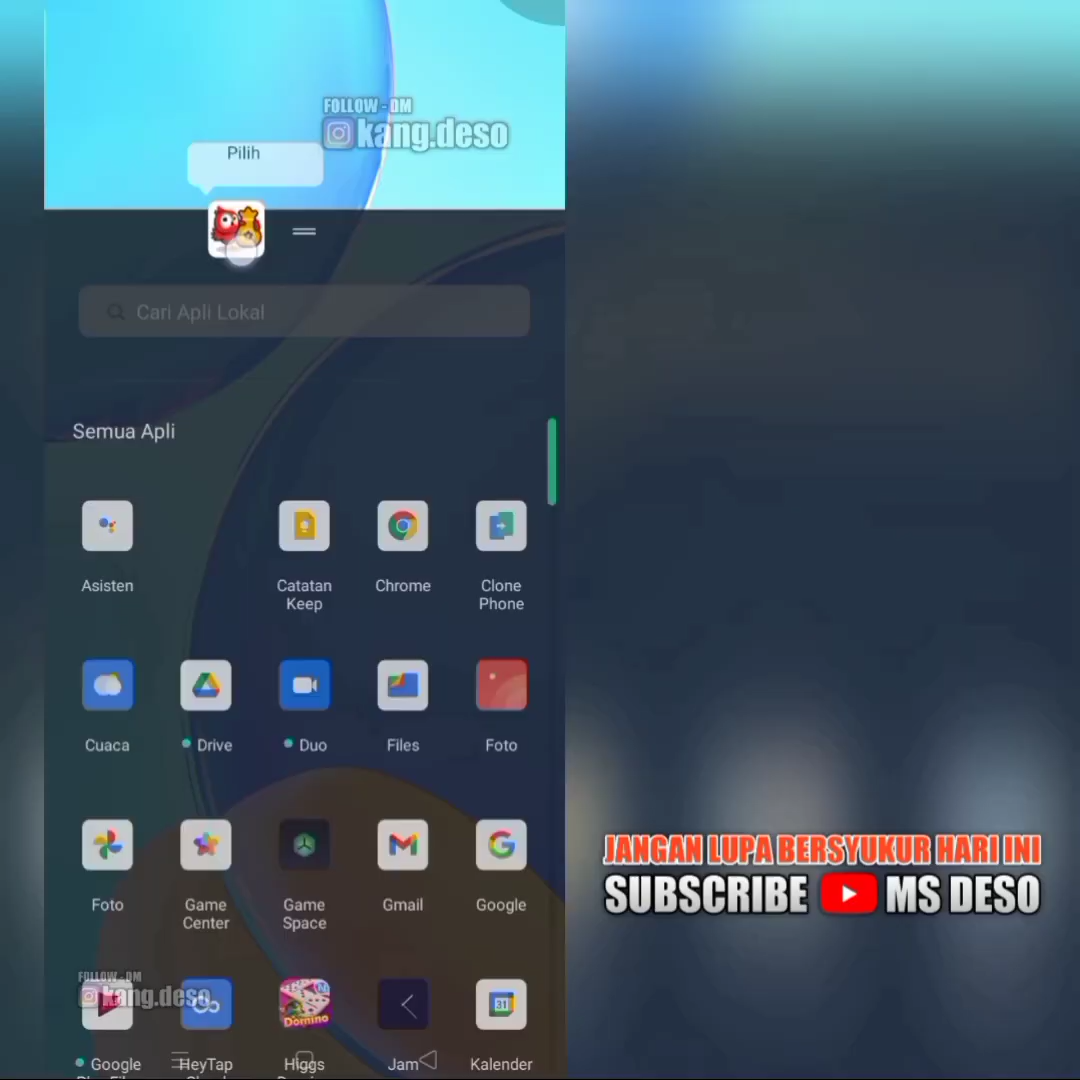 FOLLOW - DM
kang.deso
Pilih
Cari Apli Lokal
Semua Apli
Asisten
Catatan
Keep
Chrome
Clone
Phone
Cuaca
Drive
Duo
Files
Foto
31
Foto
Game
Center
Game
Space
Gmail
Google
JANGAN LUPA BERSYUKUR HARI INI
SUBSCRIBE MS DESO
FOLLOW - DM
kang.deso
Domino
Google
HeyTap
Higgs
Jam
Kalender